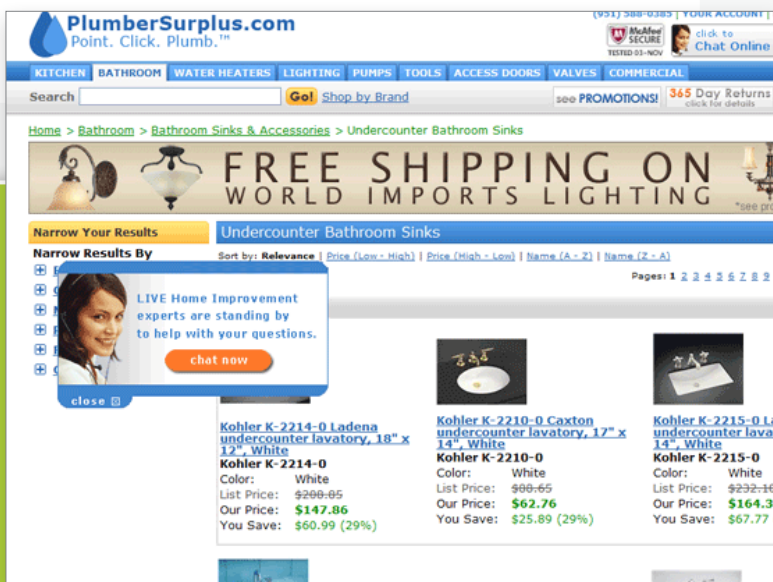 (951) 588-0385 | YOUR ACCOUNT |
PlumberSurplus.com
Point. Click. Plumb.™
McAfee SECURE
TESTED 03-NOV
click to
Chat Online
KITCHEN BATHROOM WATER HEATERS LIGHTING PUMPS TOOLS ACCESS DOORS VALVES COMMERCIAL
Search Go! Shop by Brand
see PROMOTIONS!
365 Day Returns
click for details
Home > Bathroom > Bathroom Sinks & Accessories > Undercounter Bathroom Sinks
FREE SHIPPING ON
WORLD IMPORTS LIGHTING
*see pro
Narrow Your Results
Undercounter Bathroom Sinks
Narrow Results By
Sort by: Relevance | Price (Low - High) | Price (High - Low) | Name (A - Z) | Name (Z - A)
Pages: 1 2 3 4 5 6 7 8 9
LIVE Home Improvement
experts are standing by
to help with your questions.
chat now
close
Kohler K-2214-0 Ladena
undercounter lavatory, 18" x
12", White
Kohler K-2214-0
Color: White
List Price: $208.85
Our Price: $147.86
You Save: $60.99 (29%)
Kohler K-2210-0 Caxton
undercounter lavatory, 17" x
14", White
Kohler K-2210-0
Color: White
List Price: $88.65
Our Price: $62.76
You Save: $25.89 (29%)
Kohler K-2215-0 La
undercounter lava
14", White
Kohler K-2215-0
Color: White
List Price: $232.10
Our Price: $164.3
You Save: $67.77